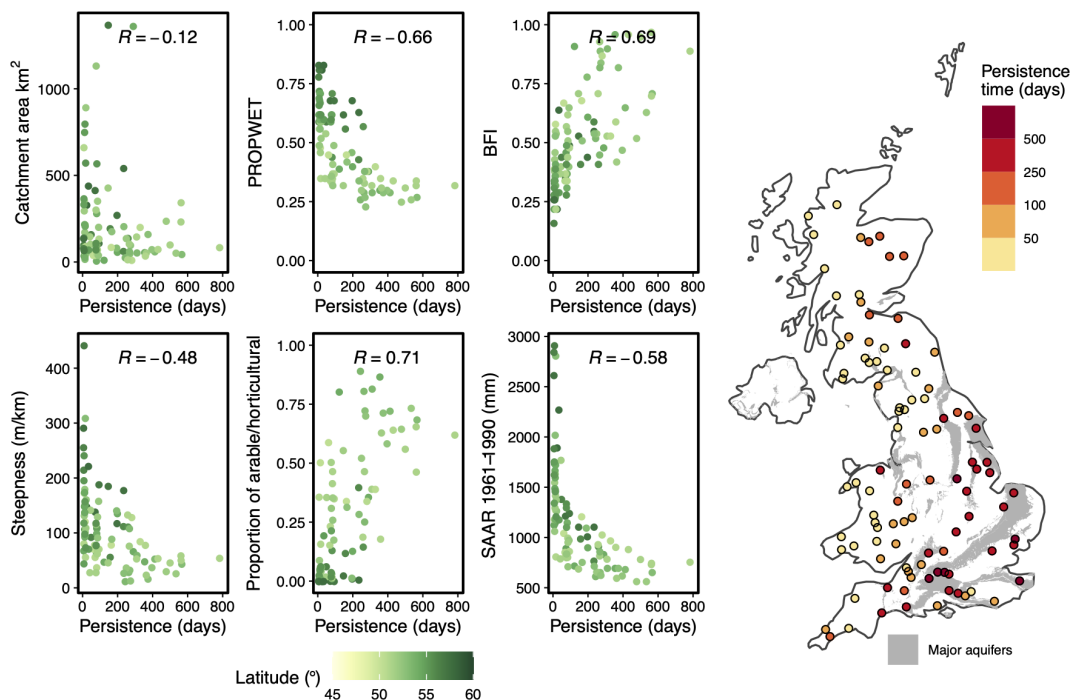 R = −0.12
Catchment area km²
1000
500
0
0 200 400 600 800
Persistence (days)
R = −0.66
PROPWET
1.00
0.75
0.50
0.25
0.00
0 200 400 600 800
Persistence (days)
R = 0.69
BFI
1.00
0.75
0.50
0.25
0.00
0 200 400 600 800
Persistence (days)
R = −0.48
Steepness (m/km)
400
300
200
100
0
0 200 400 600 800
Persistence (days)
R = 0.71
Proportion of arable/horticultural
1.00
0.75
0.50
0.25
0.00
0 200 400 600 800
Persistence (days)
R = −0.58
SAAR 1961–1990 (mm)
3000
2500
2000
1500
1000
500
0 200 400 600 800
Persistence (days)
Latitude (º)
45 50 55 60
Persistence
time (days)
500
250
100
50
Major aquifers